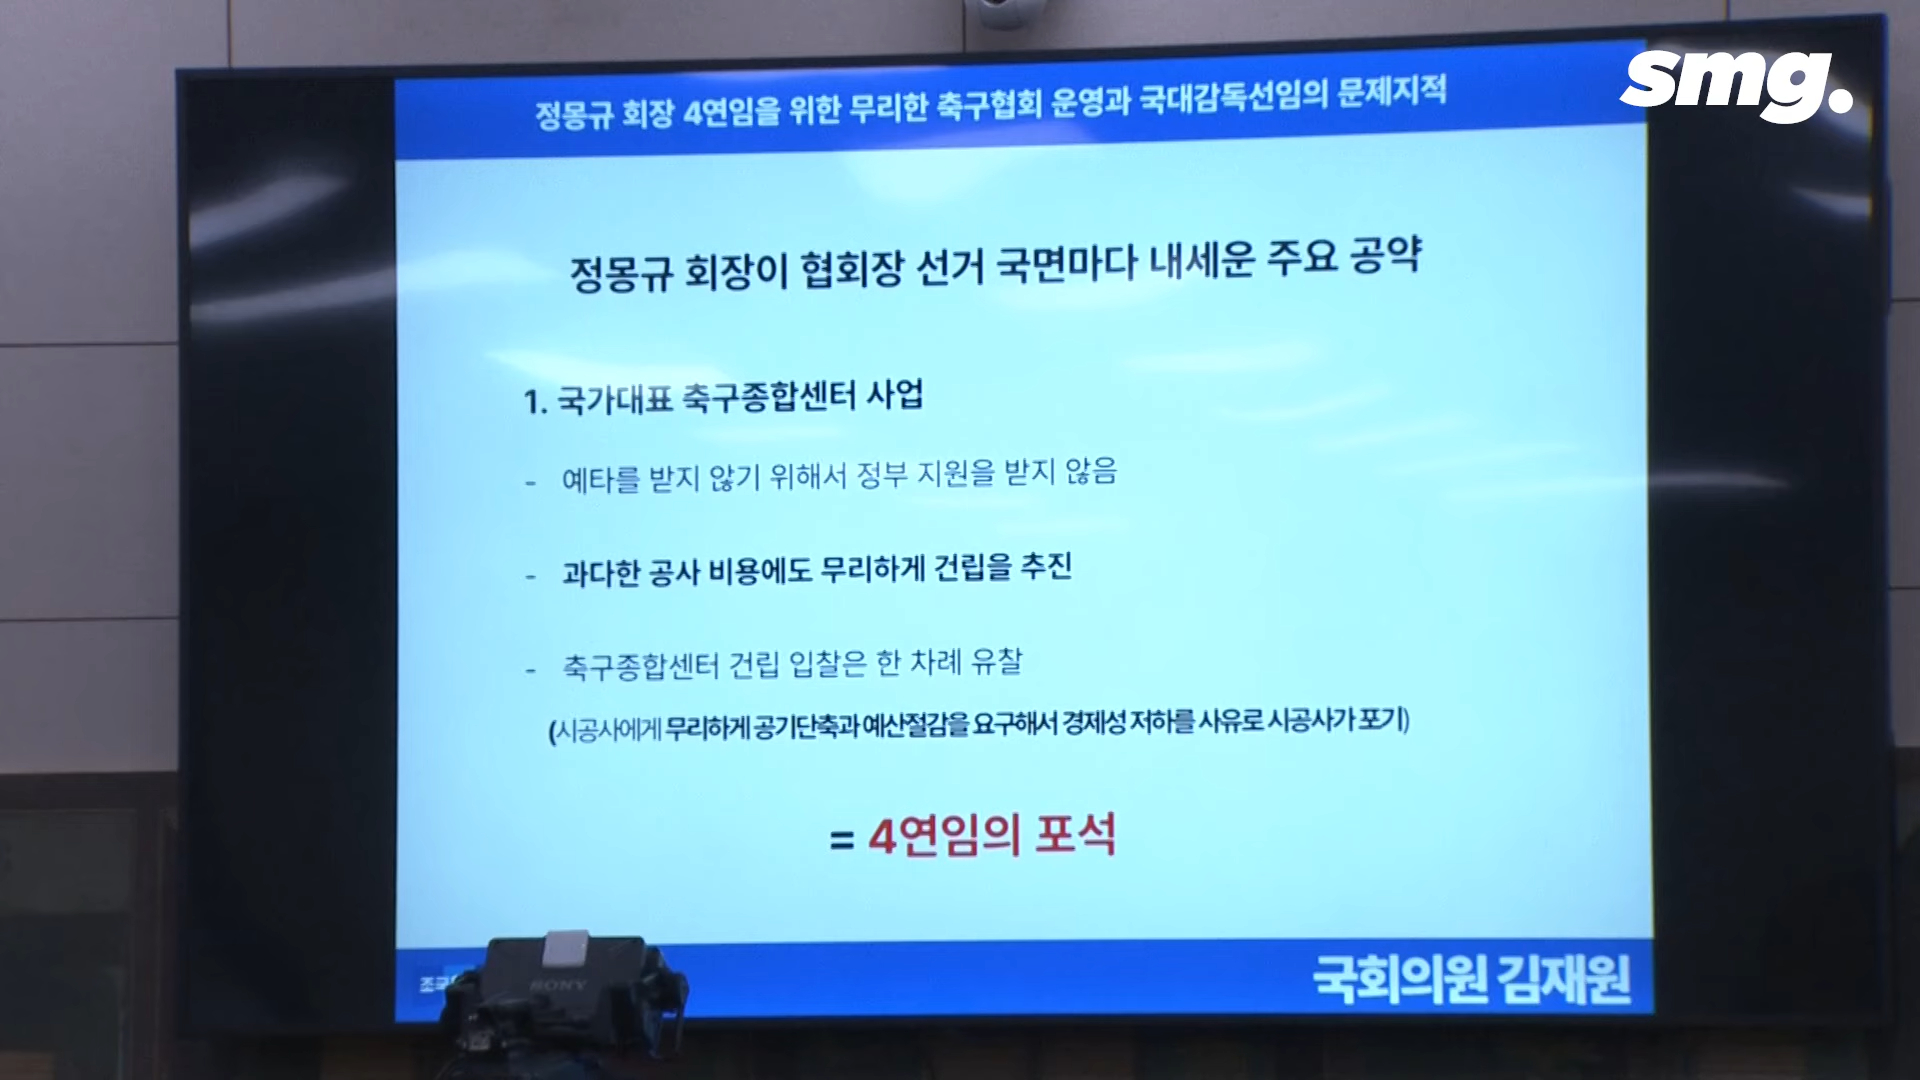 smg.
정몽규 회장 4연임을 위한 무리한 축구협회 운영과 국대감독선임의 문제지적
정몽규 회장이 협회장 선거 국면마다 내세운 주요 공약
1. 국가대표 축구종합센터 사업
- 예타를 받지 않기 위해서 정부 지원을 받지 않음
- 과다한 공사 비용에도 무리하게 건립을 추진
- 축구종합센터 건립 입찰은 한 차례 유찰
(시공사에게 무리하게 공기단축과 예산절감을 요구해서 경제성 저하를 사유로 시공사가 포기)
= 4연임의 포석
국회의원 김재원
SONY